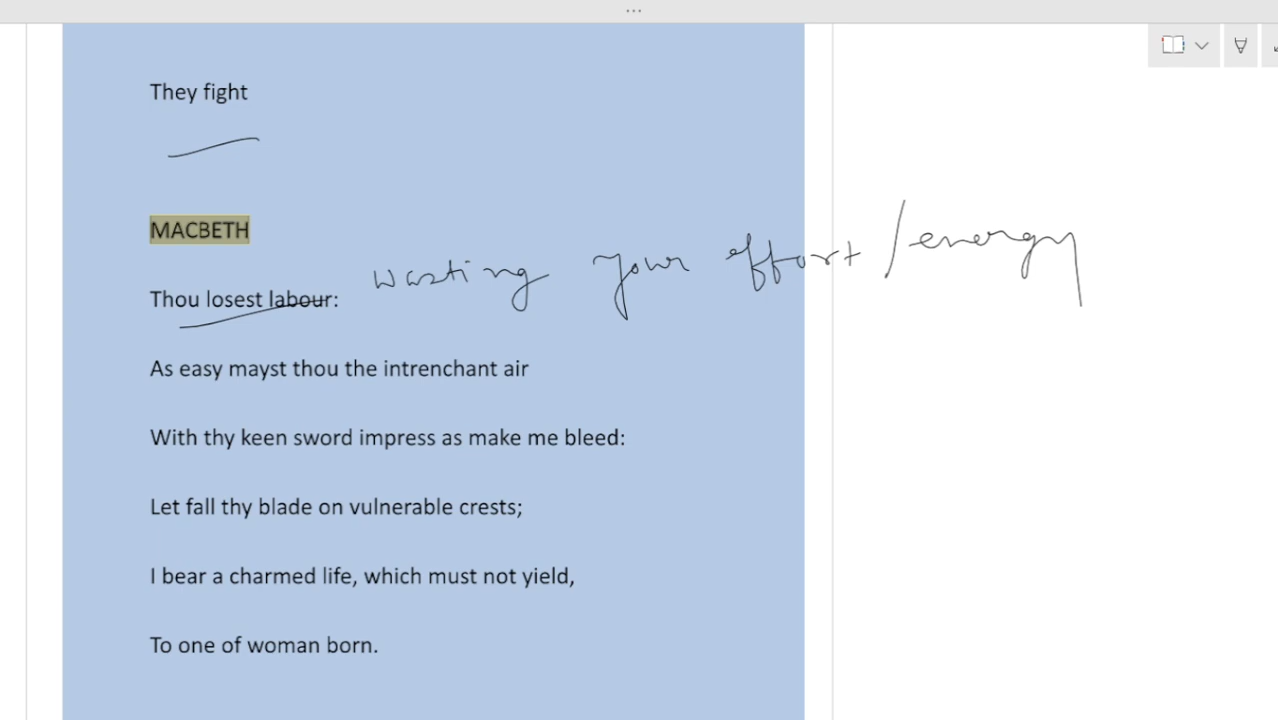 They fight
MACBETH
wasting your effort/energy
Thou losest labour:
As easy mayst thou the intrenchant air
With thy keen sword impress as make me bleed:
Let fall thy blade on vulnerable crests;
I bear a charmed life, which must not yield,
To one of woman born.